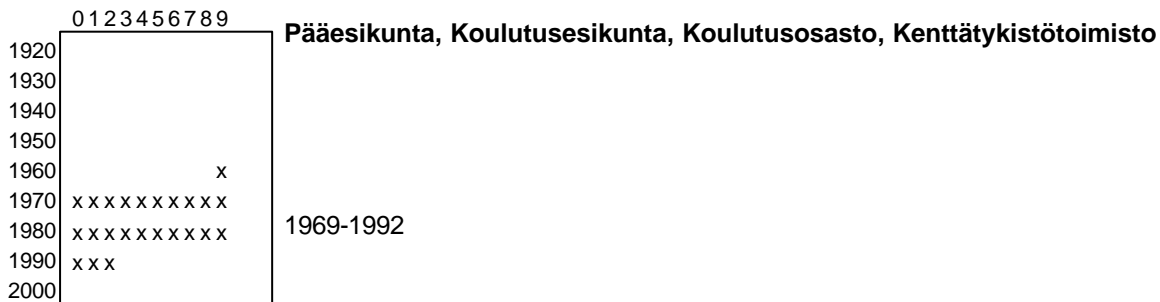 0123456789
Pääesikunta, Koulutusesikunta, Koulutusosasto, Kenttätykistötoimisto
1920
1930
1940
1950
1960 x
1970 xxxxxxxxxx
1980 xxxxxxxxxx
1969-1992
1990 xxx
2000